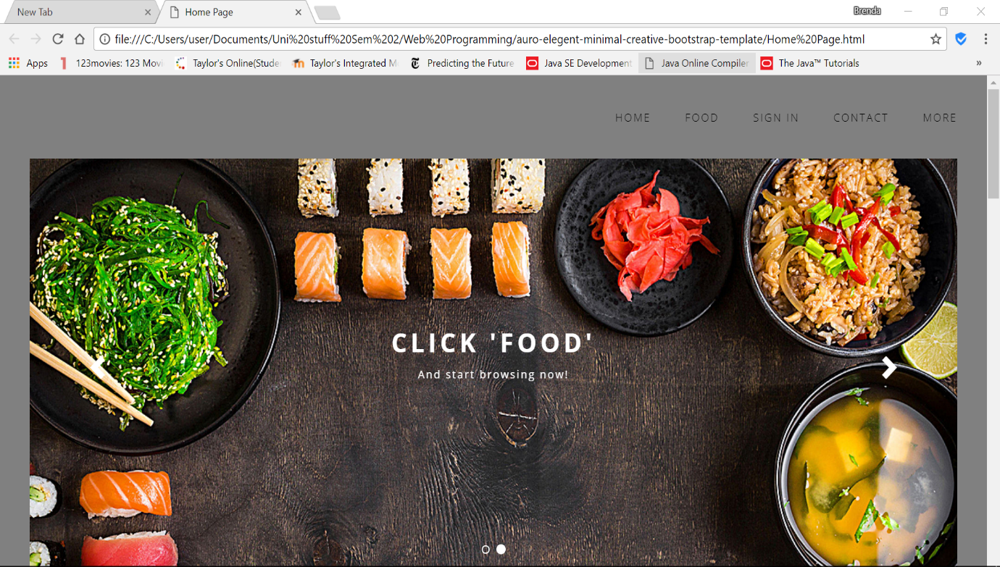 New Tab
Home Page
Brenda
file:///C:/Users/user/Documents/Uni%20stuff%20Sem%202/Web%20Programming/auro-elegent-minimal-creative-bootstrap-template/Home%20Page.html
Apps 123movies: 123 Movi Taylor's Online(Stude Taylor's Integrated M Predicting the Future Java SE Development Java Online Compiler The Java™ Tutorials »
HOME FOOD SIGN IN CONTACT MORE
CLICK 'FOOD'
And start browsing now!